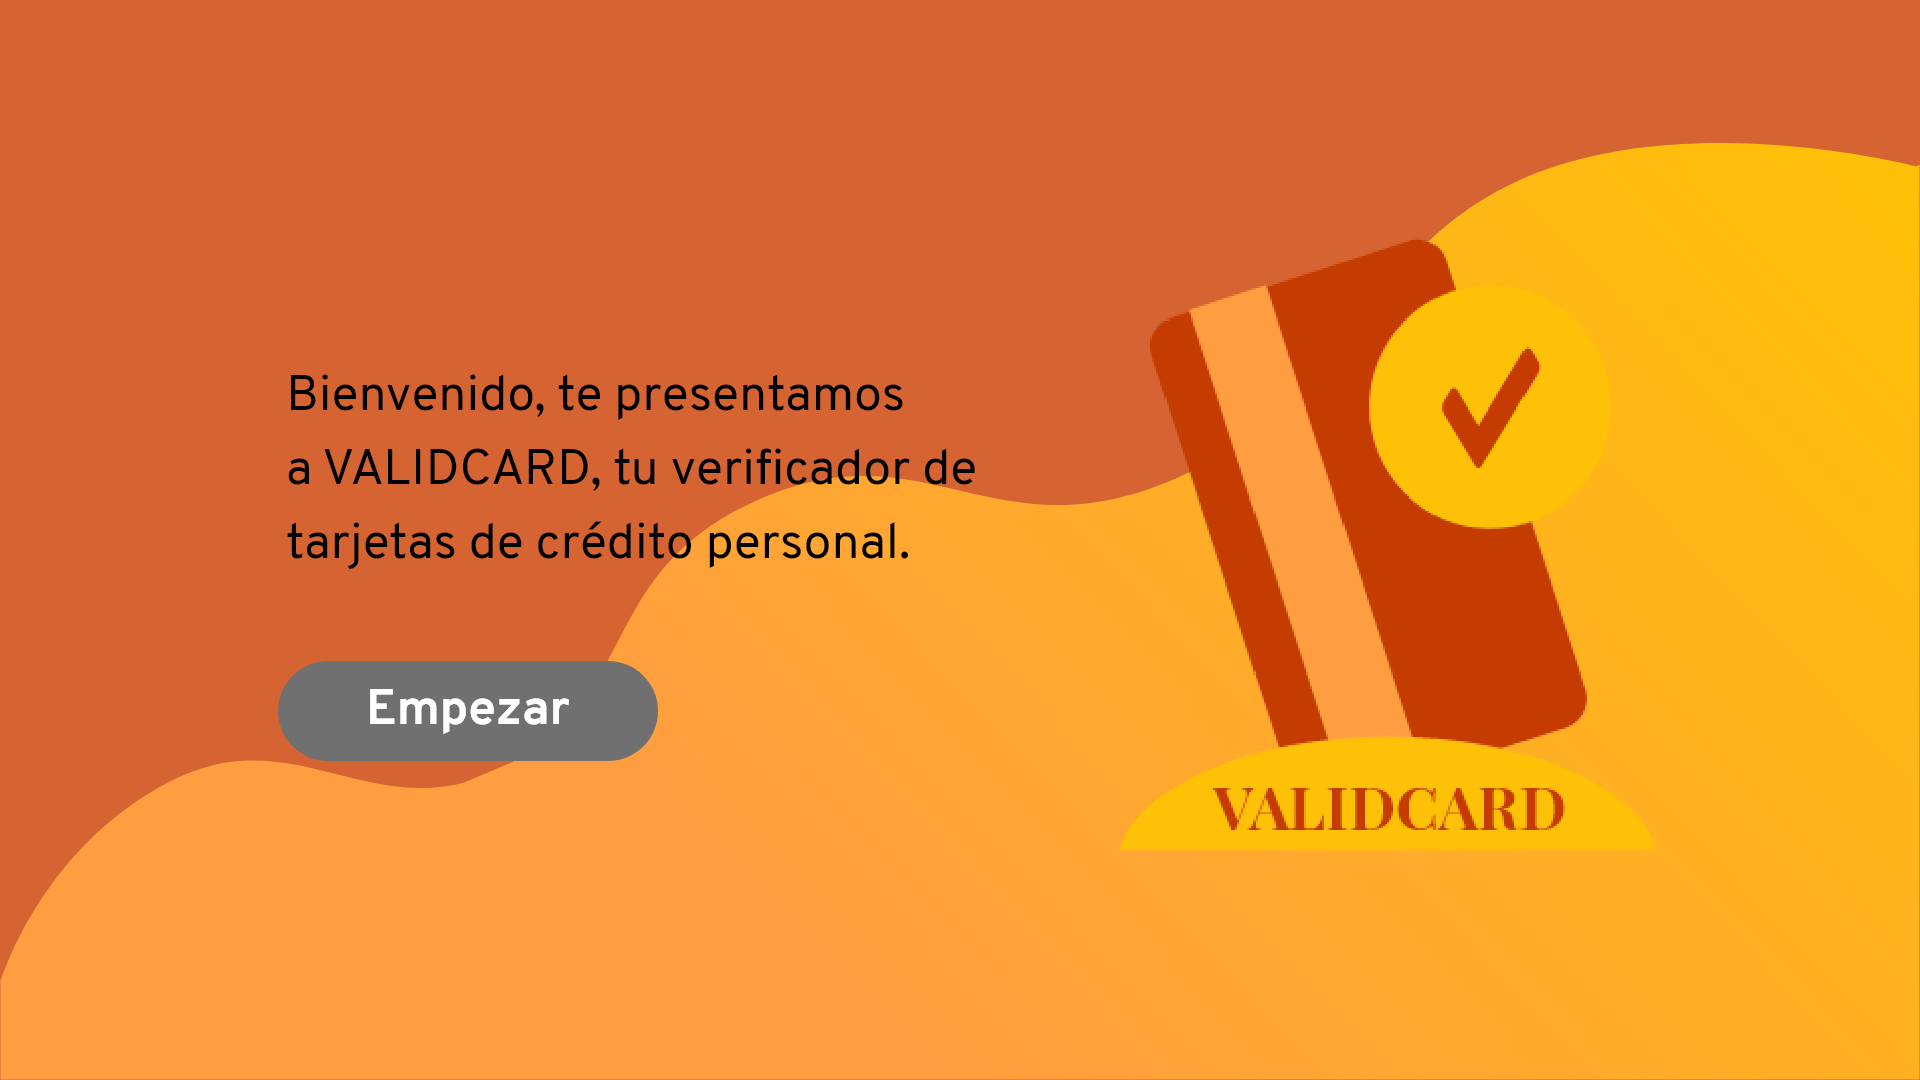 Bienvenido, te presentamos
a VALIDCARD, tu verificador de
tarjetas de crédito personal.
Empezar
VALIDCARD